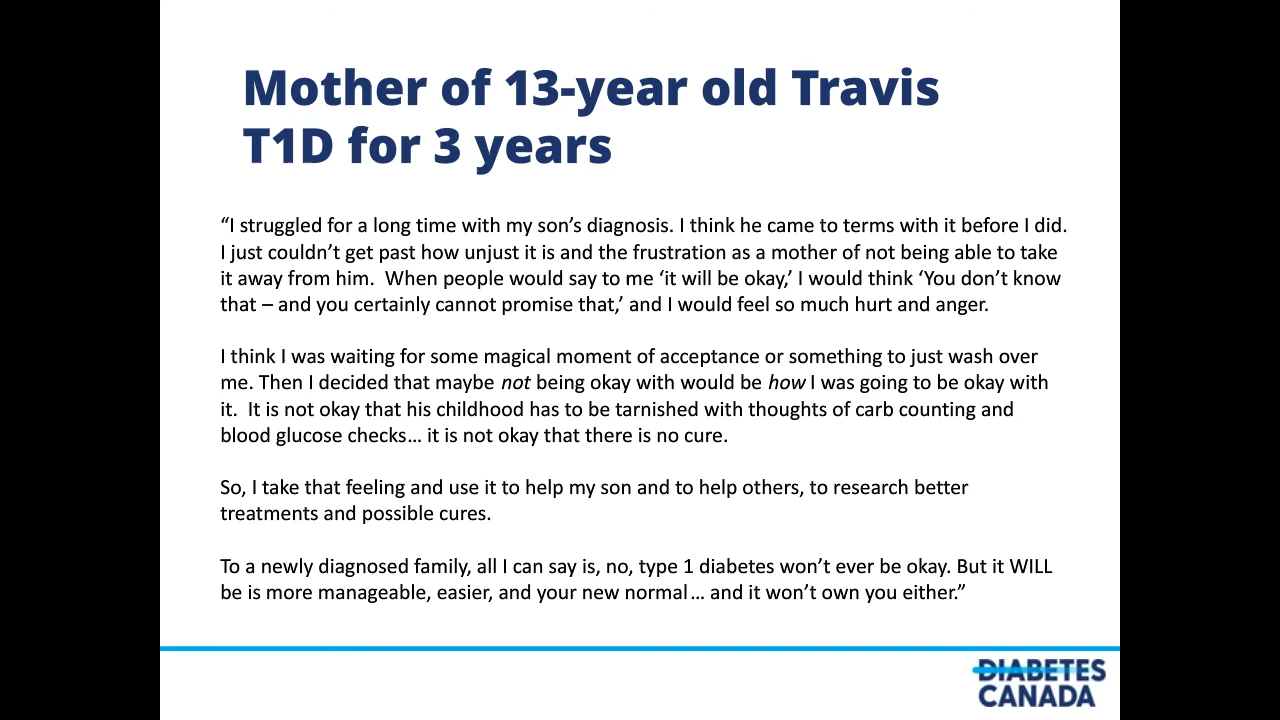 Mother of 13-year old Travis
T1D for 3 years
“I struggled for a long time with my son’s diagnosis. I think he came to terms with it before I did.
I just couldn’t get past how unjust it is and the frustration as a mother of not being able to take
it away from him.  When people would say to me ‘it will be okay,’ I would think ‘You don’t know
that – and you certainly cannot promise that,’ and I would feel so much hurt and anger.
I think I was waiting for some magical moment of acceptance or something to just wash over
me. Then I decided that maybe not being okay with would be how I was going to be okay with
it.  It is not okay that his childhood has to be tarnished with thoughts of carb counting and
blood glucose checks… it is not okay that there is no cure.
So, I take that feeling and use it to help my son and to help others, to research better
treatments and possible cures.
To a newly diagnosed family, all I can say is, no, type 1 diabetes won’t ever be okay. But it WILL
be is more manageable, easier, and your new normal… and it won’t own you either.”
DIABETES
CANADA